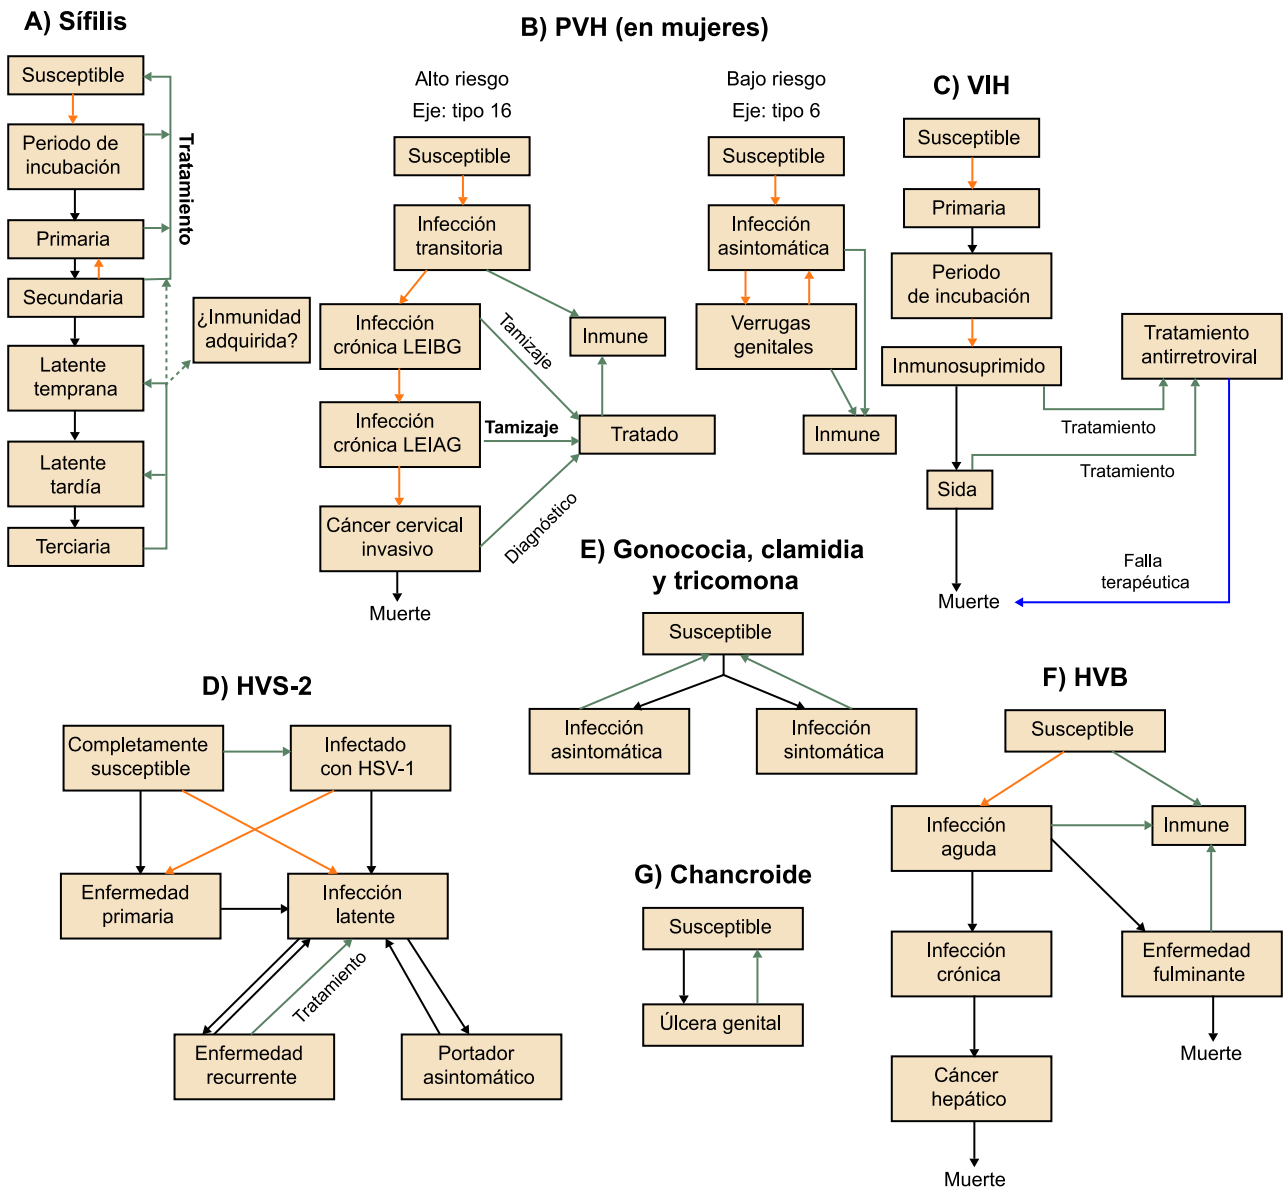 A) Sífilis
Susceptible
Periodo de
incubación
Primaria
Secundaria
Latente
temprana
Latente
tardía
Terciaria
Tratamiento
¿Inmunidad
adquirida?
B) PVH (en mujeres)
Alto riesgo
Eje: tipo 16
Susceptible
Infección
transitoria
Infección
crónica LEIBG
Infección
crónica LEIAG
Cáncer cervical
invasivo
Muerte
Tamizaje
Tamizaje
Diagnóstico
Inmune
Tratado
Bajo riesgo
Eje: tipo 6
Susceptible
Infección
asintomática
Verrugas
genitales
Inmune
C) VIH
Susceptible
Primaria
Periodo
de incubación
Inmunosuprimido
Sida
Muerte
Tratamiento
antirretroviral
Tratamiento
Tratamiento
Falla
terapéutica
D) HVS-2
Completamente
susceptible
Infectado
con HSV-1
Enfermedad
primaria
Infección
latente
Tratamiento
Enfermedad
recurrente
Portador
asintomático
E) Gonococia, clamidia
y tricomona
Susceptible
Infección
asintomática
Infección
sintomática
F) HVB
Susceptible
Infección
aguda
Inmune
Infección
crónica
Enfermedad
fulminante
Muerte
Cáncer
hepático
Muerte
G) Chancroide
Susceptible
Úlcera genital